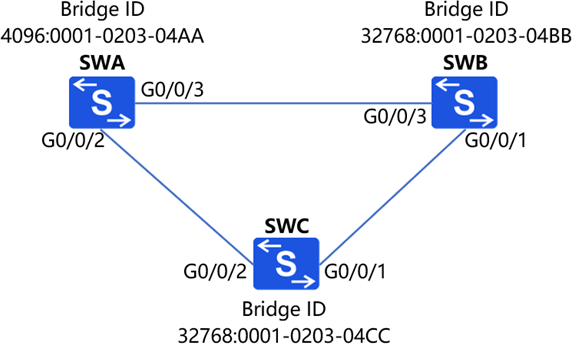 Bridge ID
4096:0001-0203-04AA
SWA
Bridge ID
32768:0001-0203-04BB
SWB
S
G0/0/3
G0/0/2
S
G0/0/3
G0/0/1
SWC
G0/0/2
S
G0/0/1
Bridge ID
32768:0001-0203-04CC